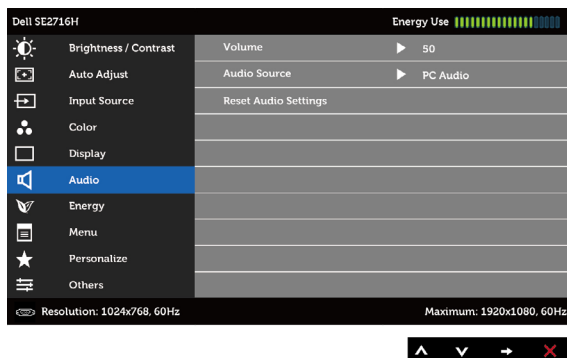 Dell SE2716H Energy Use
Brightness / Contrast Volume 50
Auto Adjust Audio Source PC Audio
Input Source Reset Audio Settings
Color
Display
Audio
Energy
Menu
Personalize
Others
Resolution: 1024x768, 60Hz Maximum: 1920x1080, 60Hz